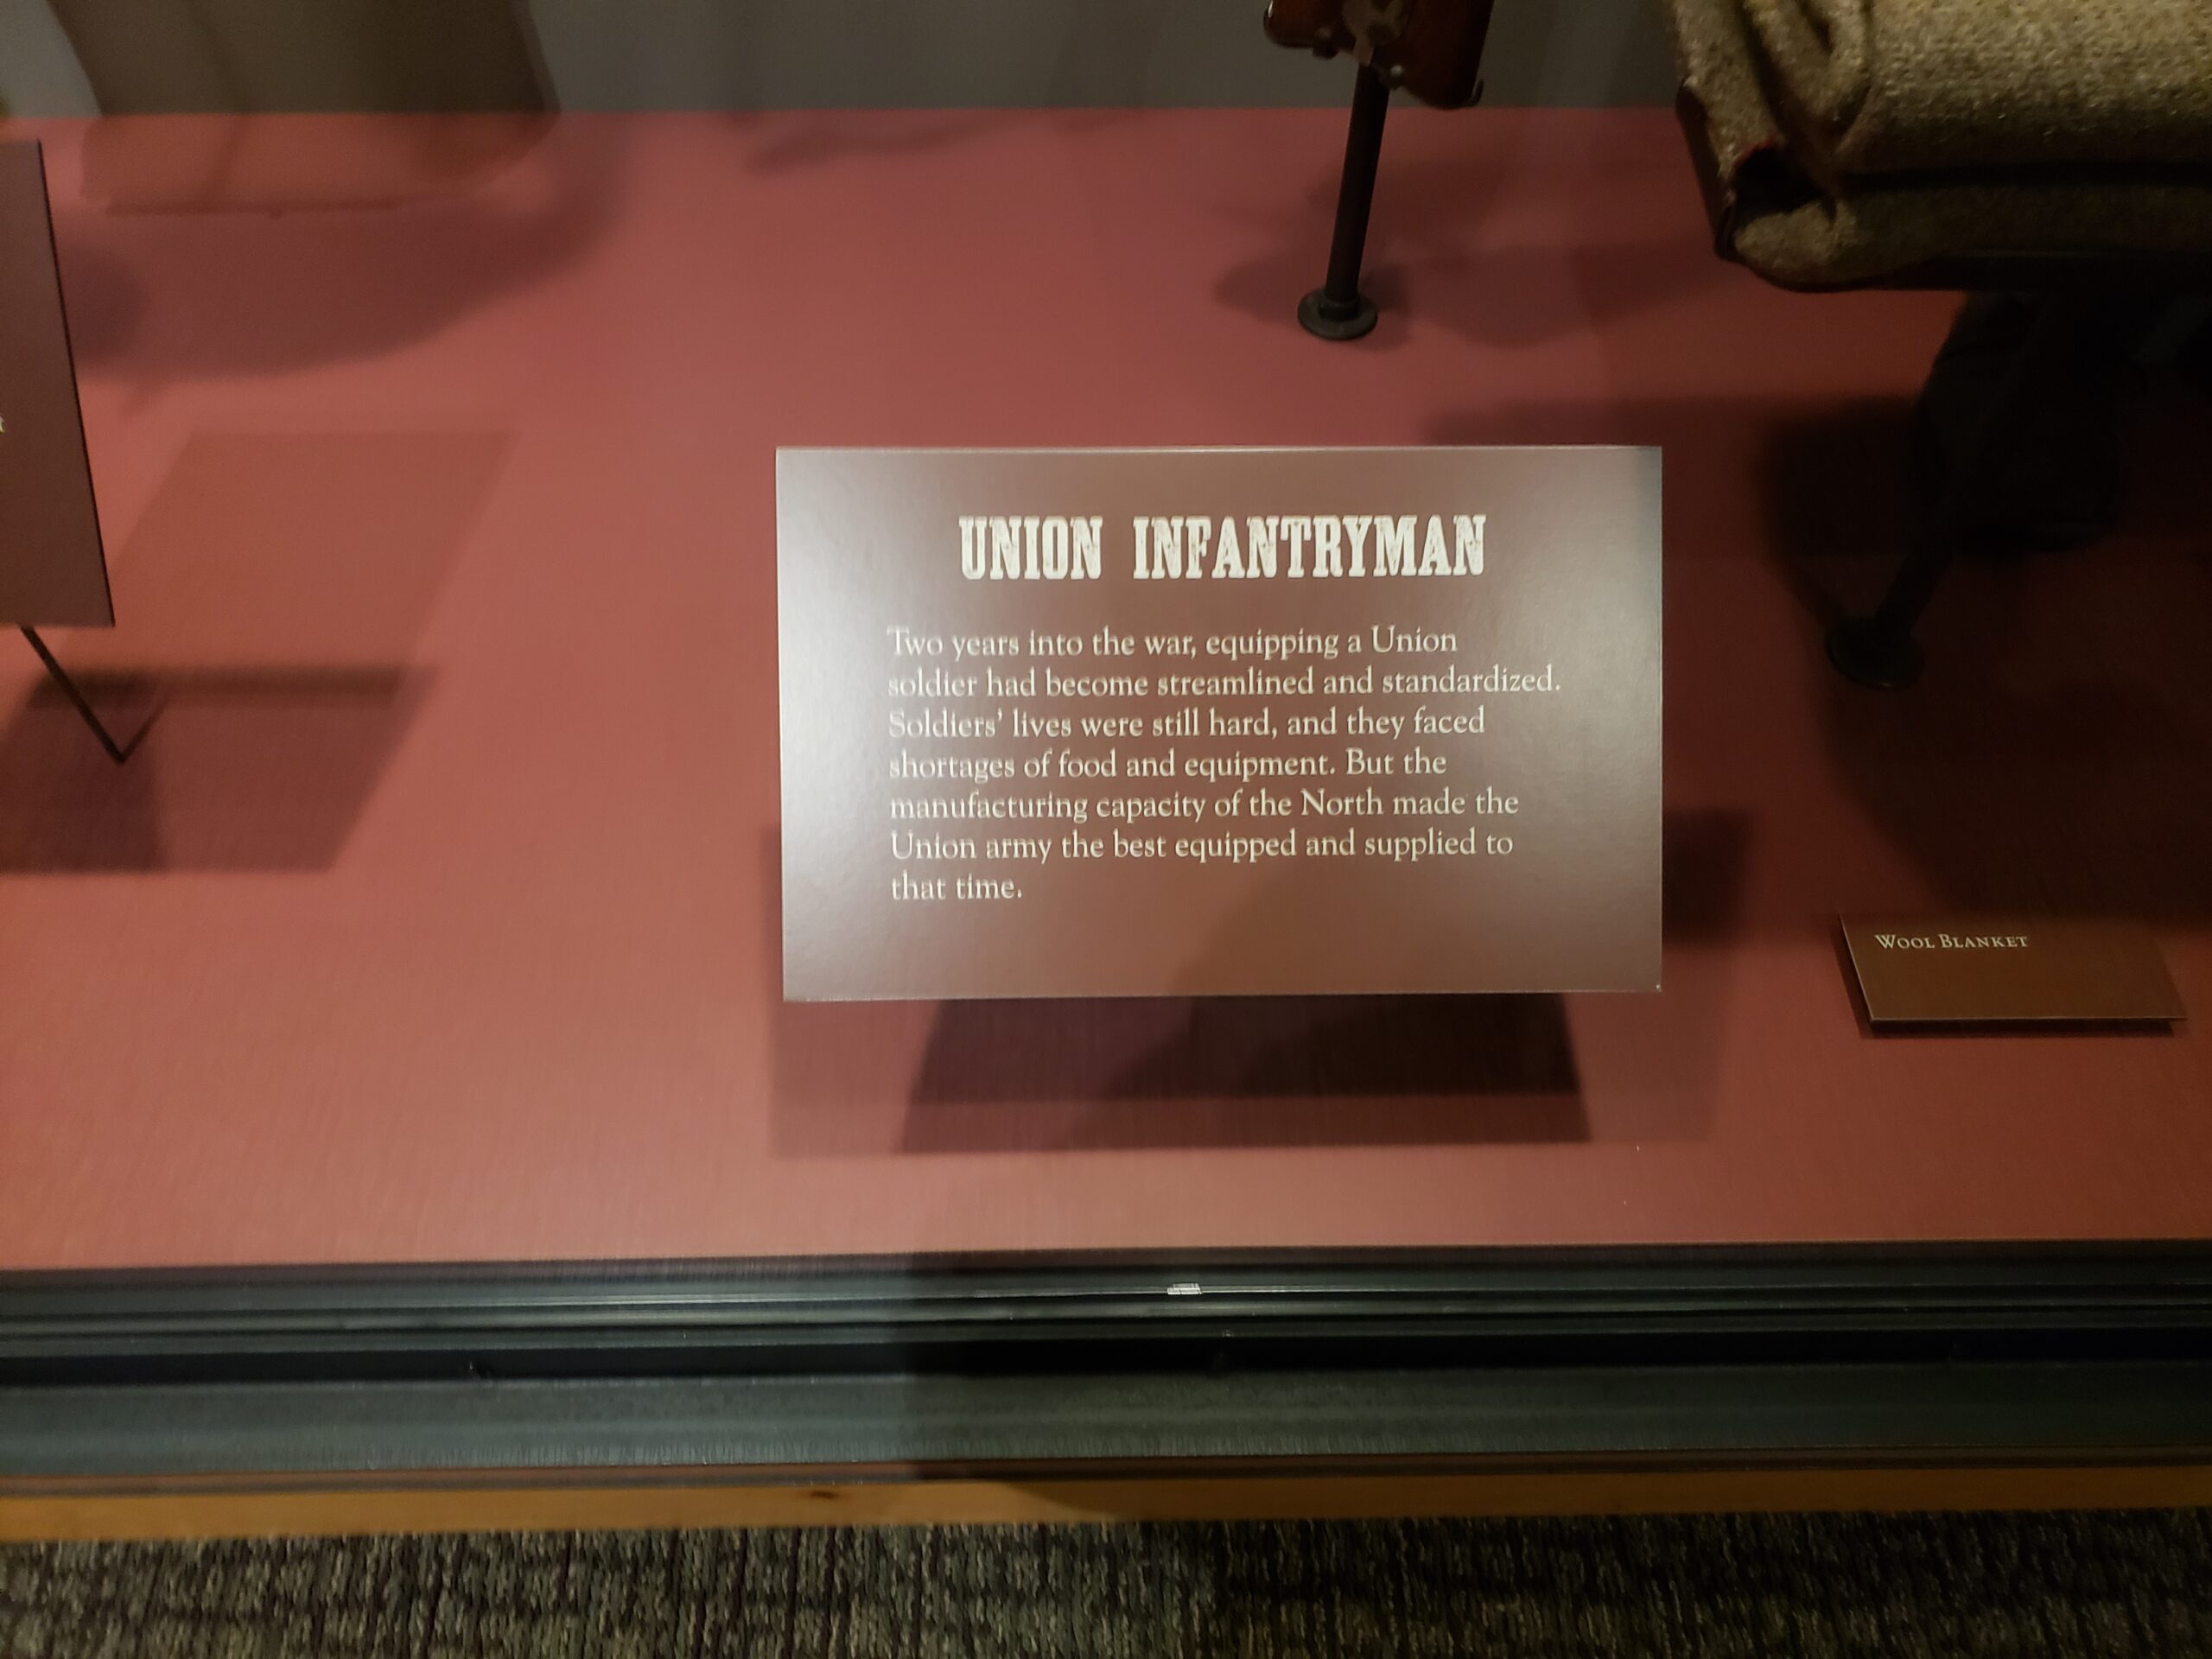 UNION INFANTRYMAN
Two years into the war, equipping a Union
soldier had become streamlined and standardized.
Soldiers' lives were still hard, and they faced
shortages of food and equipment. But the
manufacturing capacity of the North made the
Union army the best equipped and supplied to
that time.
WOOL BLANKET